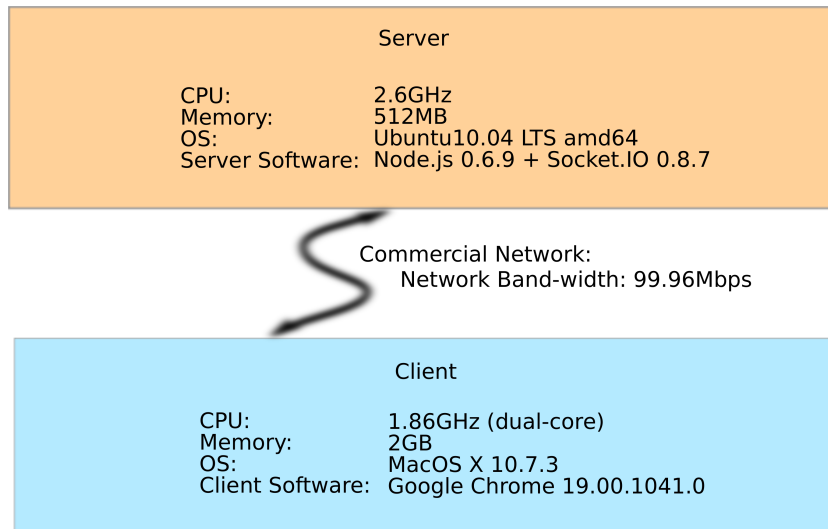 Server
CPU: 2.6GHz
Memory: 512MB
OS: Ubuntu10.04 LTS amd64
Server Software: Node.js 0.6.9 + Socket.IO 0.8.7
Commercial Network:
Network Band-width: 99.96Mbps
Client
CPU: 1.86GHz (dual-core)
Memory: 2GB
OS: MacOS X 10.7.3
Client Software: Google Chrome 19.00.1041.0